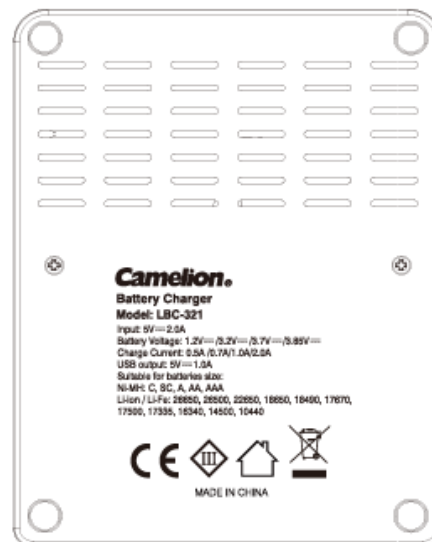 Camelion®
Battery Charger
Model: LBC-321
Input: 5V⎓2.0A
Battery Voltage: 1.2V⎓/3.2V⎓/3.7V⎓/3.85V⎓
Charge Current: 0.5A /0.7A/1.0A/2.0A
USB output: 5V⎓1.0A
Suitable for batteries size:
Ni-MH: C, SC, A, AA, AAA
Li-ion / Li-Fe: 26650, 26500, 22650, 18650, 18490, 17670,
17500, 17335, 16340, 14500, 10440
CE III
MADE IN CHINA